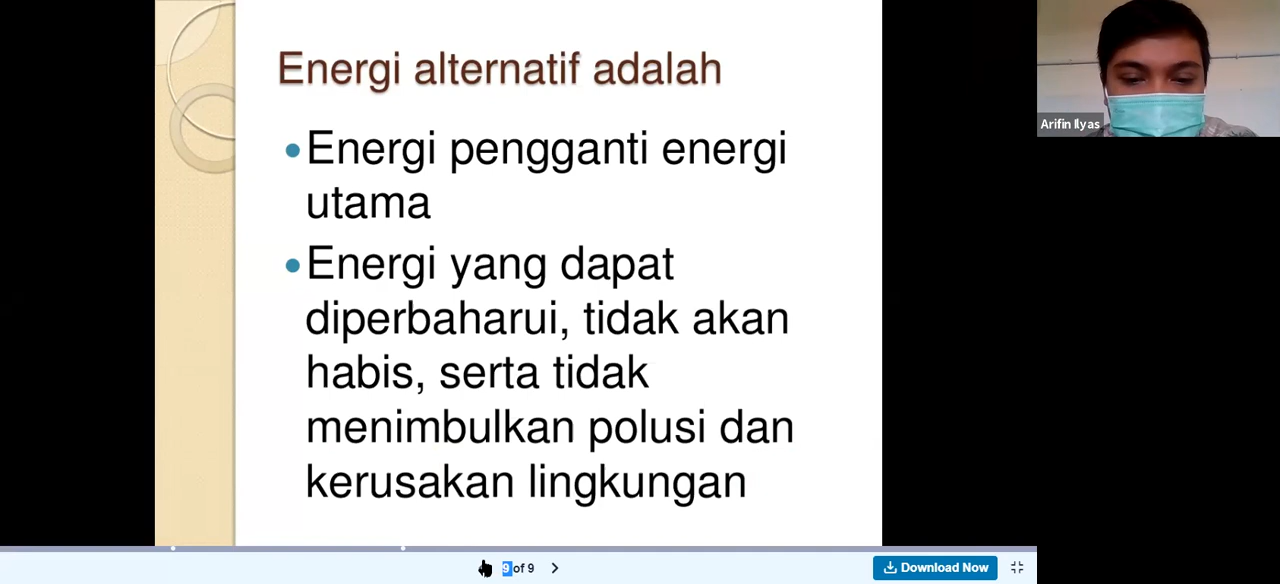 Energi alternatif adalah
•Energi pengganti energi
utama
•Energi yang dapat
diperbaharui, tidak akan
habis, serta tidak
menimbulkan polusi dan
kerusakan lingkungan
Arifin Ilyas
9 of 9
Download Now